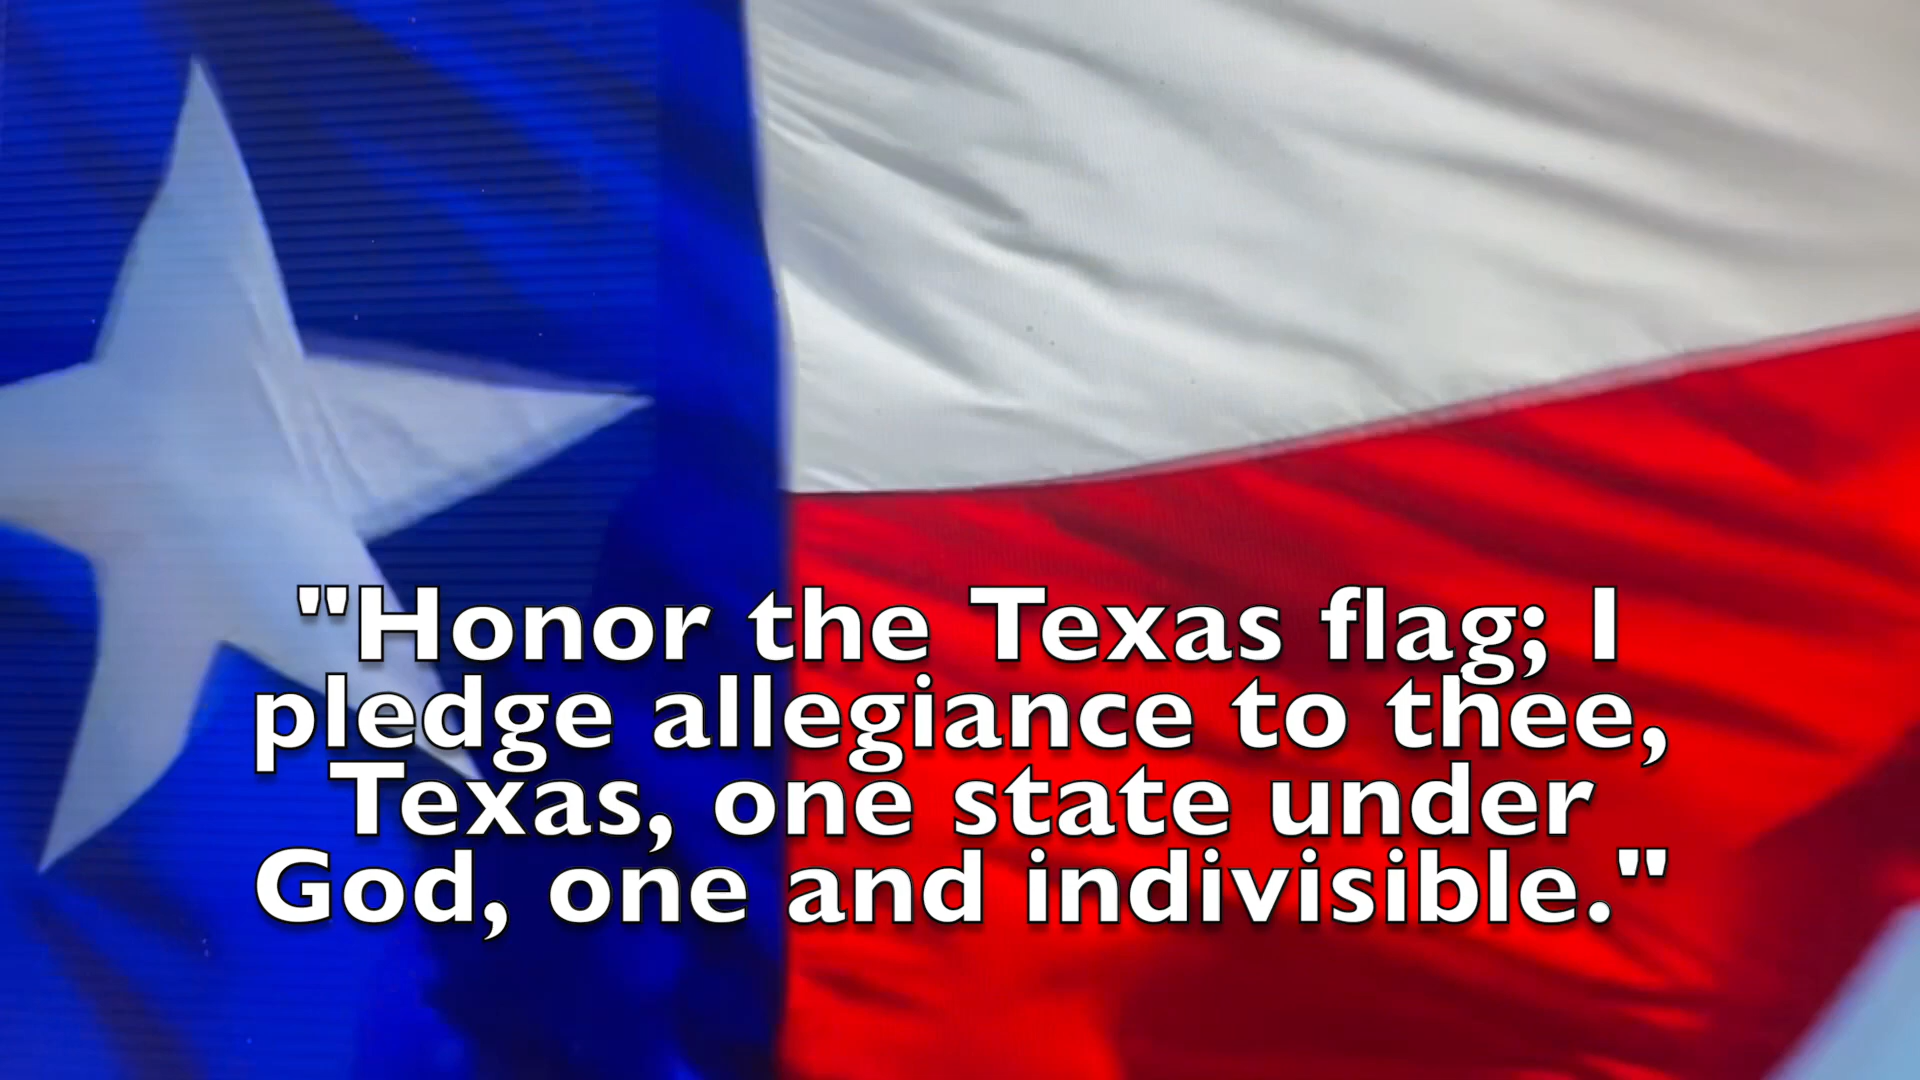 "Honor the Texas flag; I
pledge allegiance to thee,
Texas, one state under
God, one and indivisible."